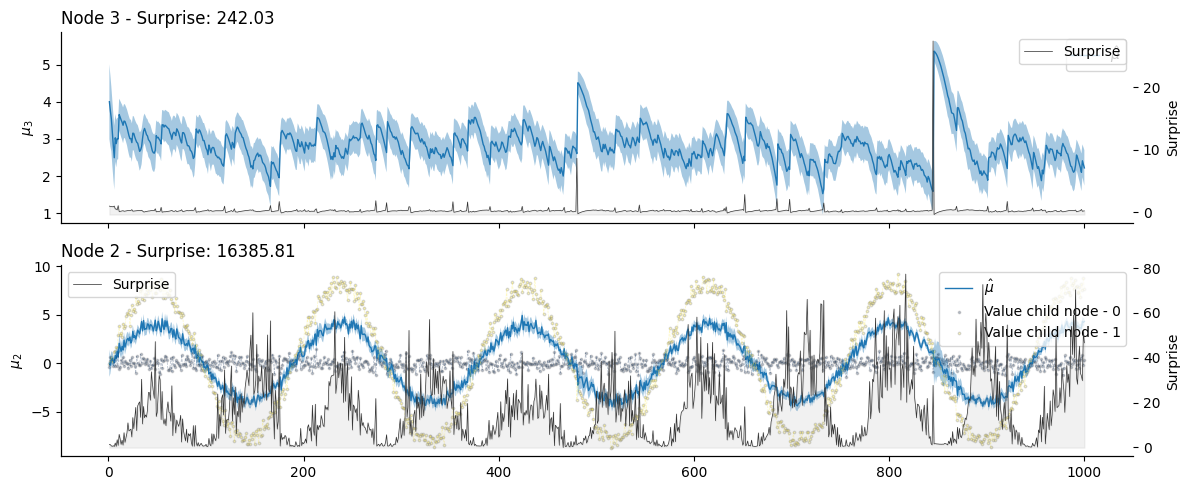 Node 3 - Surprise: 242.03
5
4
3
2
1
μ₃
Surprise
20
10
0
Surprise
Node 2 - Surprise: 16385.81
10
5
0
−5
μ₂
Surprise
μ̂
Value child node - 0
Value child node - 1
80
60
40
20
0
Surprise
0
200
400
600
800
1000